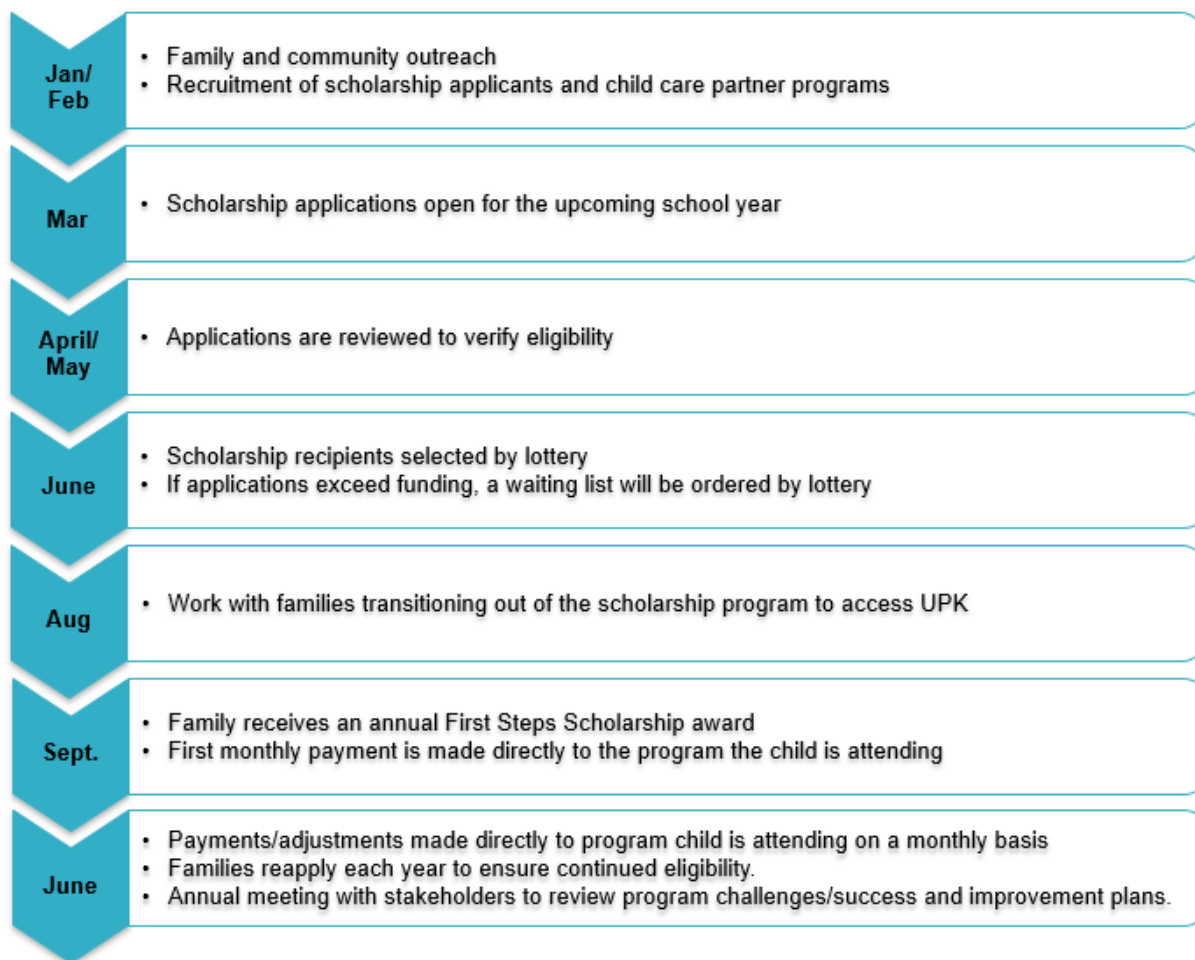 Jan/
Feb
• Family and community outreach
• Recruitment of scholarship applicants and child care partner programs
Mar
• Scholarship applications open for the upcoming school year
April/
May
• Applications are reviewed to verify eligibility
June
• Scholarship recipients selected by lottery
• If applications exceed funding, a waiting list will be ordered by lottery
Aug
• Work with families transitioning out of the scholarship program to access UPK
Sept.
• Family receives an annual First Steps Scholarship award
• First monthly payment is made directly to the program the child is attending
June
• Payments/adjustments made directly to program child is attending on a monthly basis
• Families reapply each year to ensure continued eligibility.
• Annual meeting with stakeholders to review program challenges/success and improvement plans.